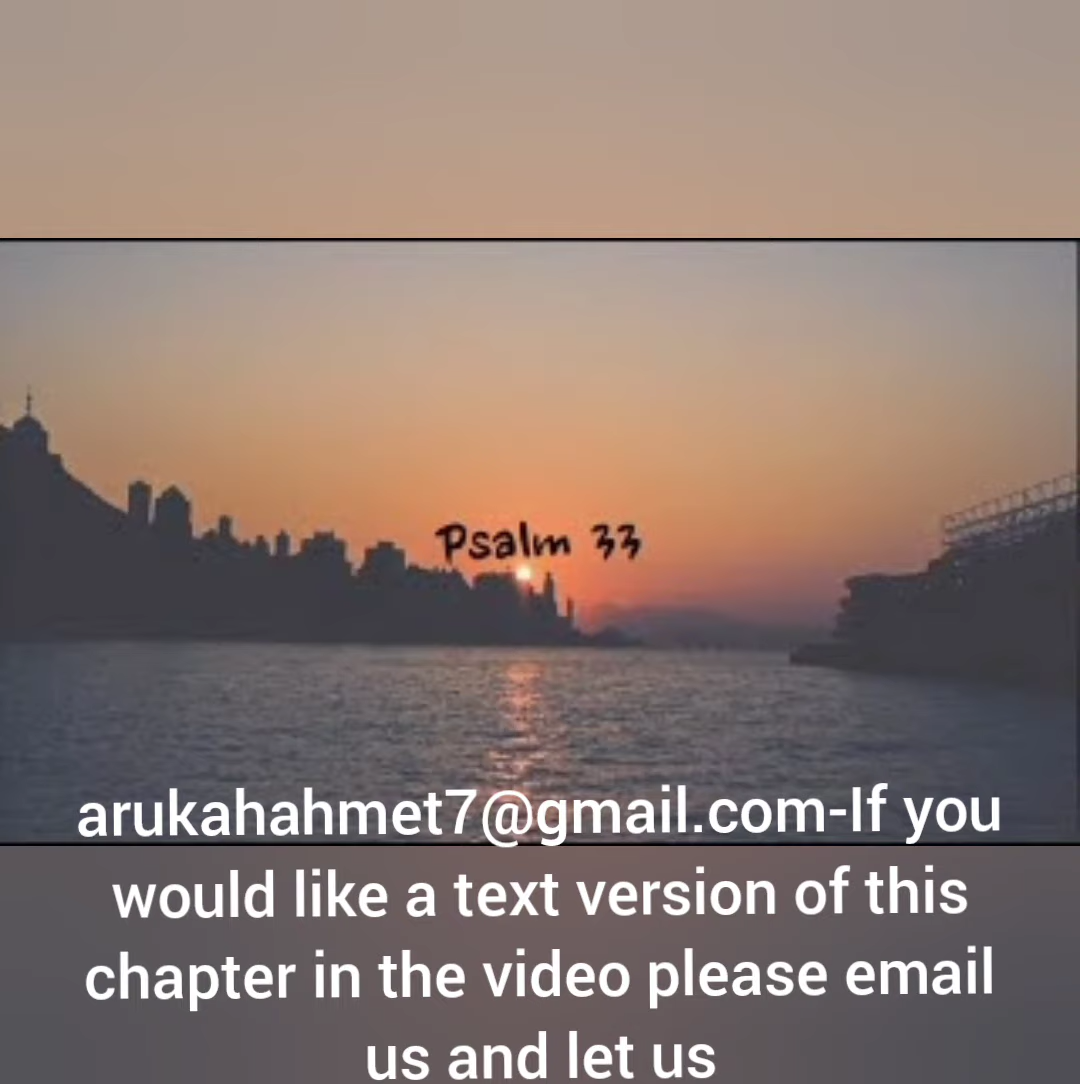 Psalm 33
arukahahmet7@gmail.com-If you
would like a text version of this
chapter in the video please email
us and let us